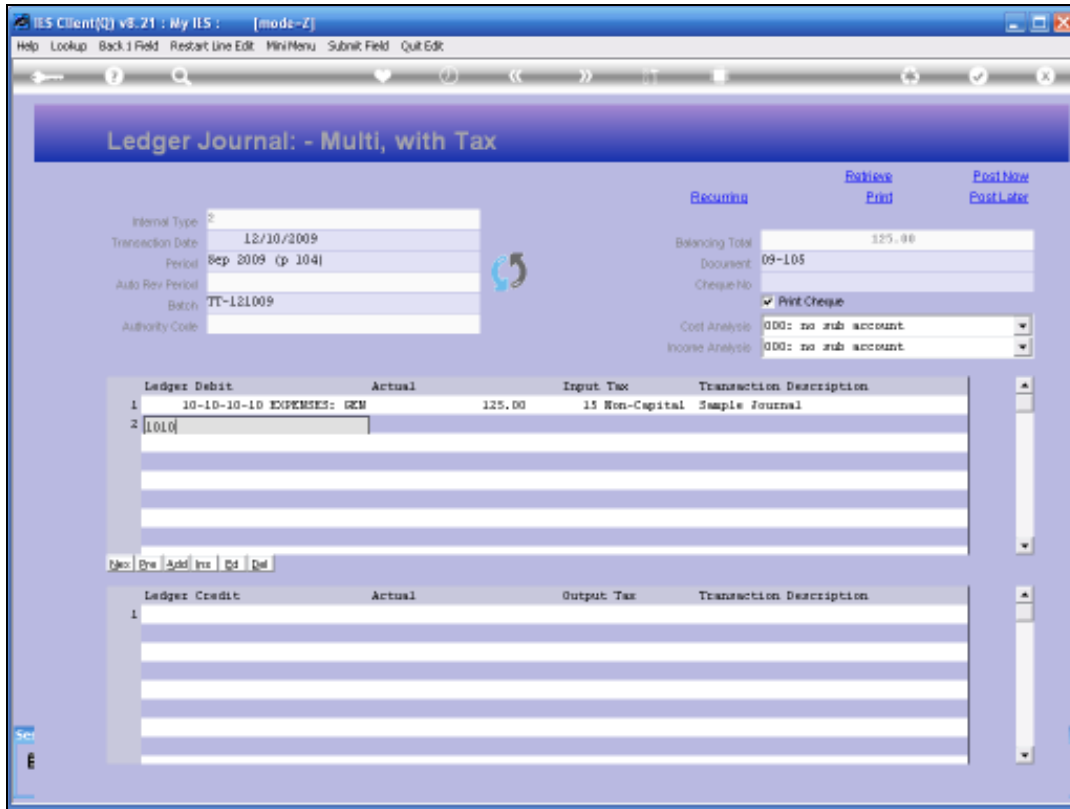 IES Client(Q) v8.21 : My IES : [mode-Z]
Help Lookup Back 1 Field Restart Line Edit MiniMenu Submit Field Quit Edit
Ledger Journal: - Multi, with Tax
Retrieve Post Now
Recurring Print Post Later
Internal Type 2
Transaction Date 12/10/2009 Balancing Total 125.00
Period Sep 2009 (p 104) Document 09-105
Auto Rev Period Cheque No
Batch TT-121009 Print Cheque
Authority Code Cost Analysis 000: no sub account
Income Analysis 000: no sub account
Ledger Debit Actual Input Tax Transaction Description
1 10-10-10-10 EXPENSES: GEN 125.00 15 Non-Capital Sample Journal
2 1010
Nex Pre Add Ins Ed Del
Ledger Credit Actual Output Tax Transaction Description
1